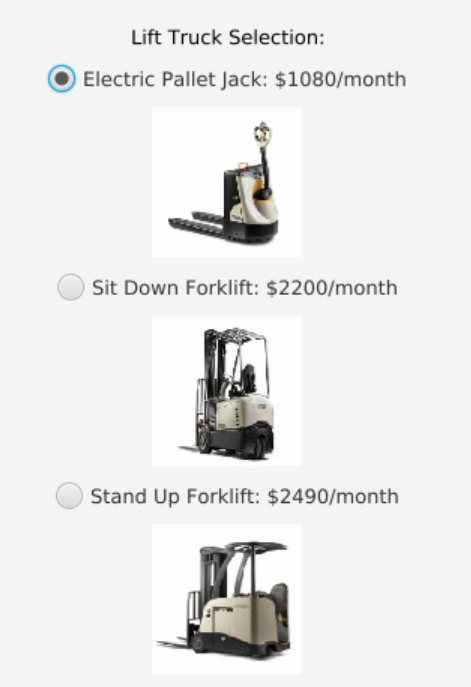 Lift Truck Selection:
Electric Pallet Jack: $1080/month
Sit Down Forklift: $2200/month
Stand Up Forklift: $2490/month